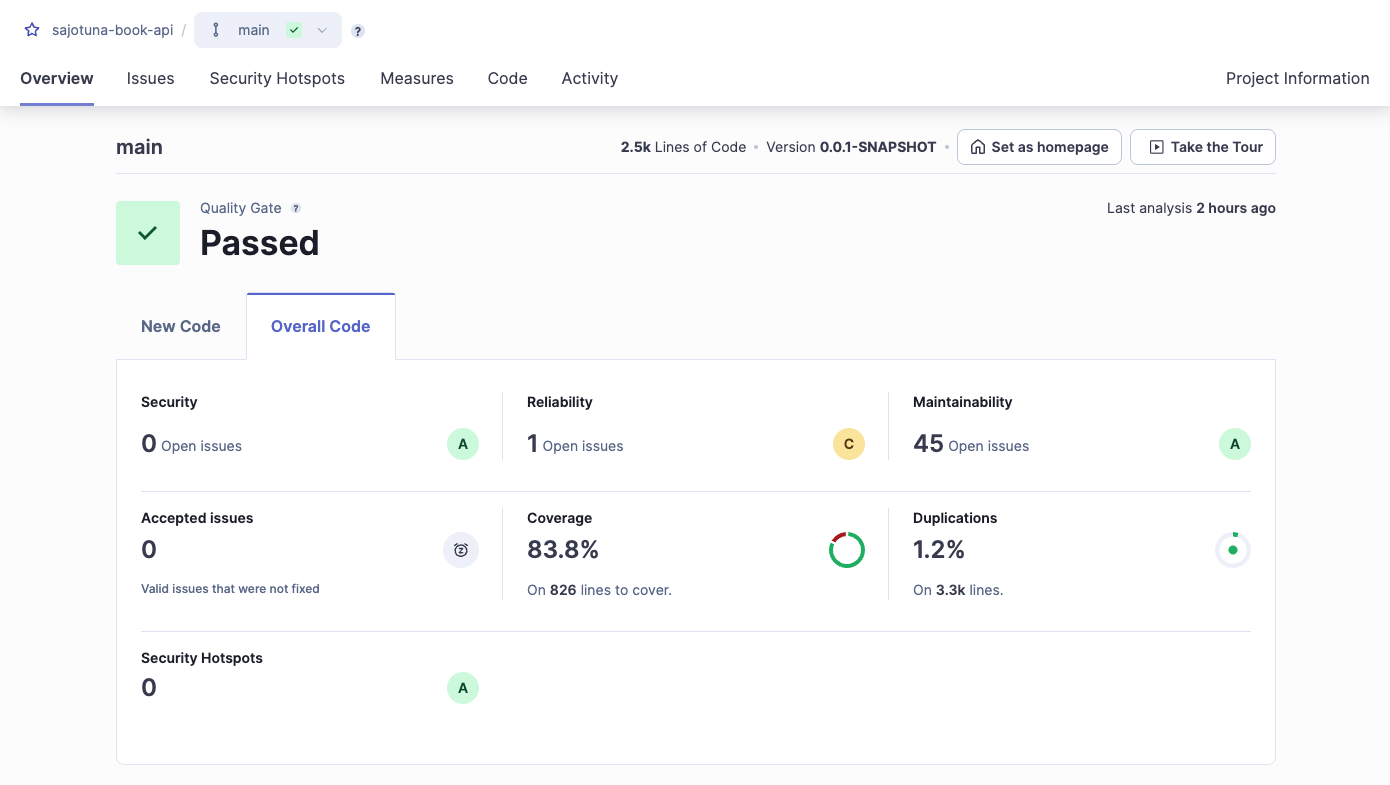 sajotuna-book-api / main ?
Overview Issues Security Hotspots Measures Code Activity Project Information
main 2.5k Lines of Code • Version 0.0.1-SNAPSHOT • Set as homepage Take the Tour
Quality Gate ? Last analysis 2 hours ago
Passed
New Code Overall Code
Security Reliability Maintainability
0 Open issues A 1 Open issues C 45 Open issues A
Accepted issues Coverage Duplications
0 83.8% 1.2%
Valid issues that were not fixed On 826 lines to cover. On 3.3k lines.
Security Hotspots
0 A